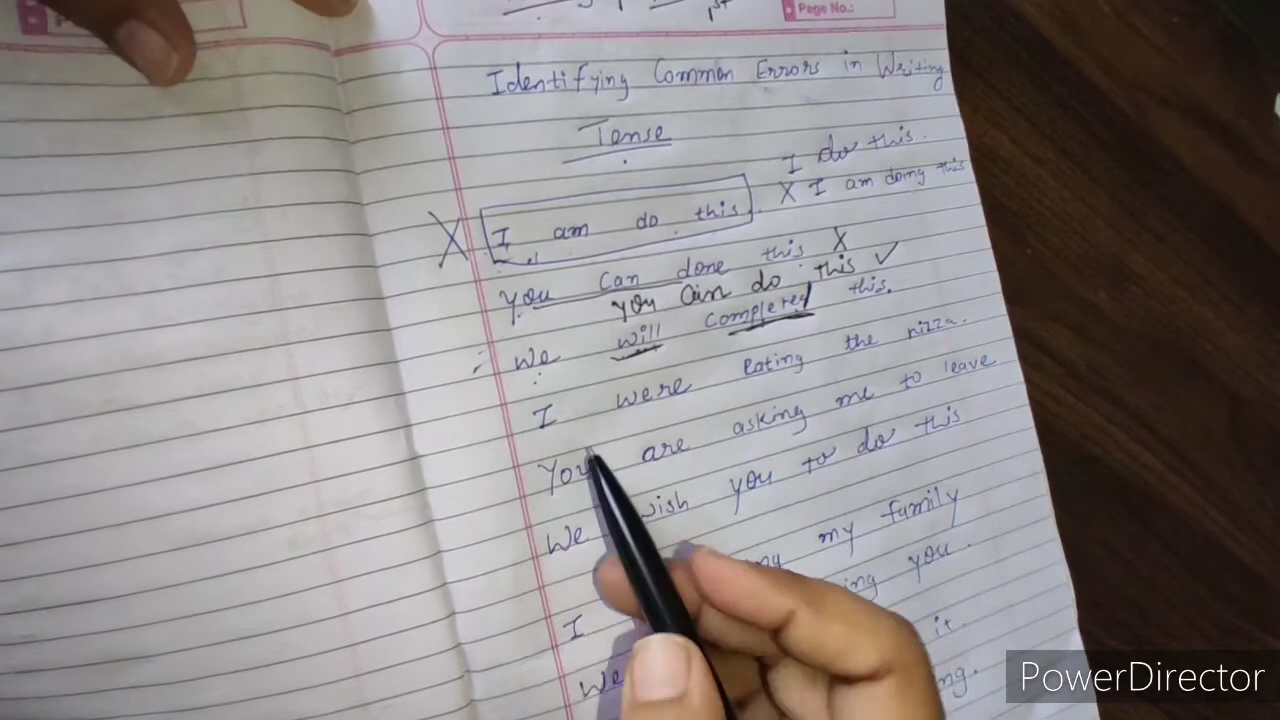 Page No.:
Identifying Common Errors in Writing
Tense
I do this.
X I am doing this
X I am do this.
you can done this X
you can do this ✓
we will completed this.
I were eating the pizza.
You are asking me to leave
We wish you to do this
I my family
We ing you.
it.
ng.
PowerDirector